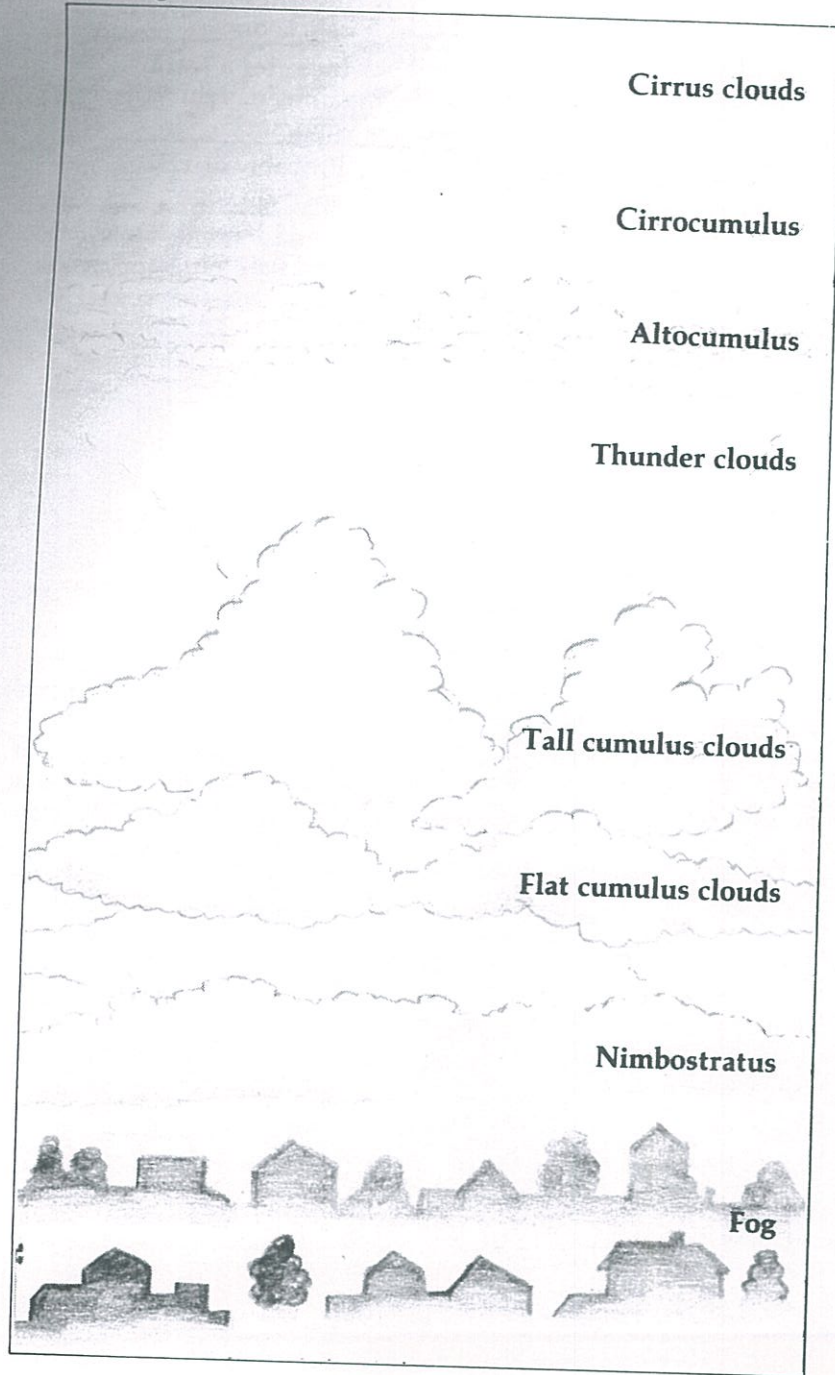 Cirrus clouds
Cirrocumulus
Altocumulus
Thunder clouds
Tall cumulus clouds
Flat cumulus clouds
Nimbostratus
Fog